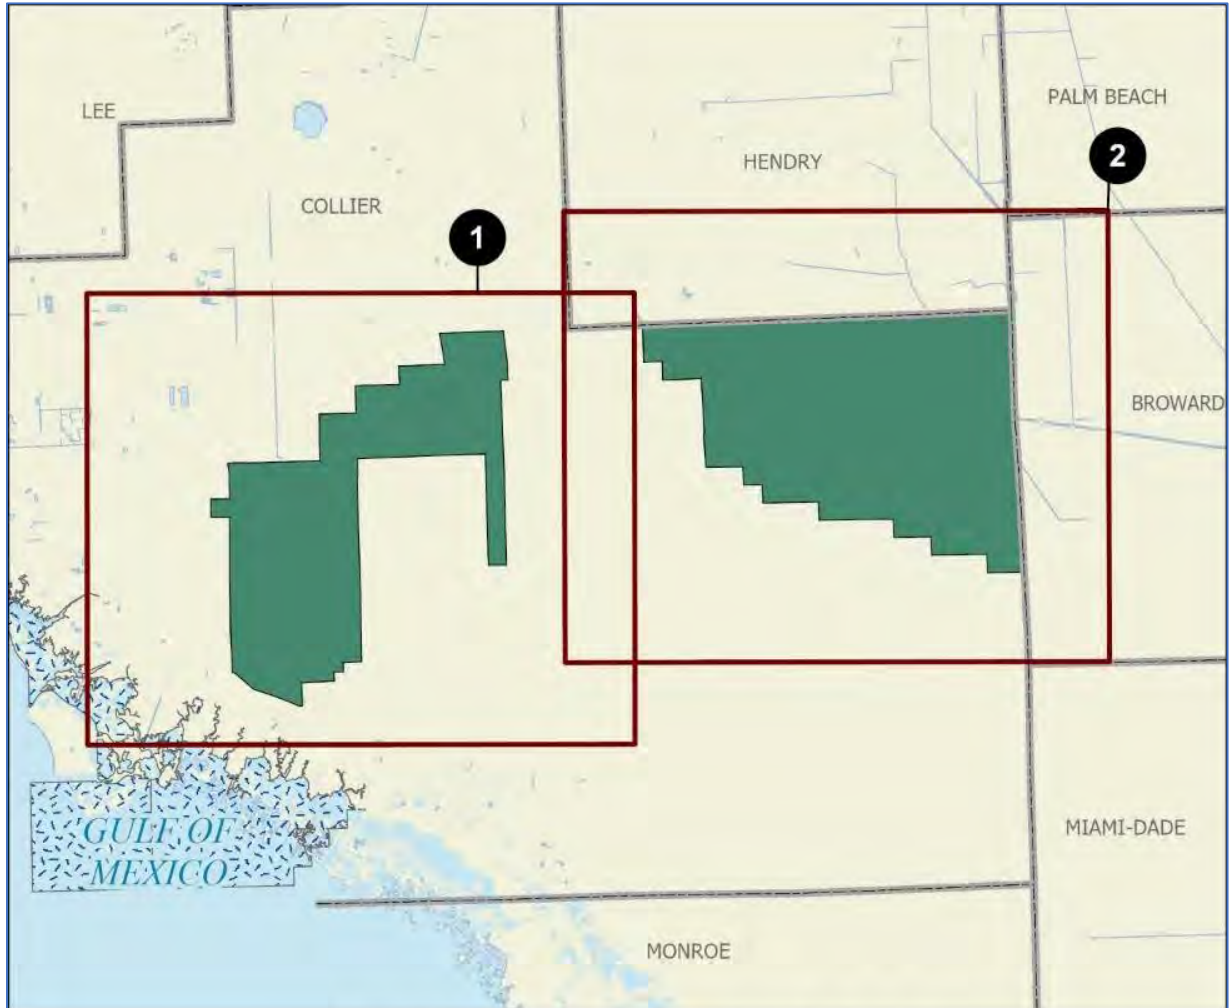 LEE
PALM BEACH
HENDRY
2
COLLIER
1
BROWARD
GULF OF
MEXICO
MIAMI-DADE
MONROE